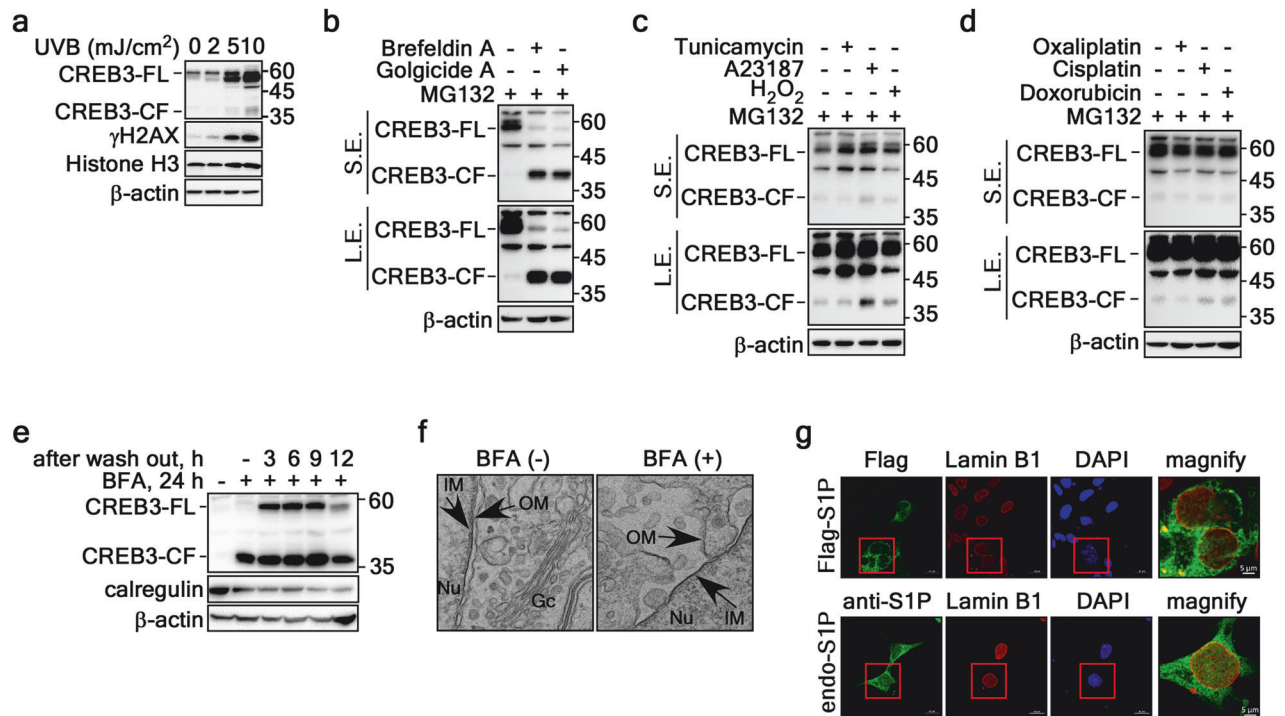 a
UVB (mJ/cm²) 0 2 5 10
CREB3-FL 60
45
CREB3-CF 35
γH2AX
Histone H3
β-actin
b
Brefeldin A - + -
Golgicide A - - +
MG132 + + +
S.E.
CREB3-FL 60
45
CREB3-CF 35
L.E.
CREB3-FL 60
45
CREB3-CF 35
β-actin
c
Tunicamycin - + - -
A23187 - - + -
H₂O₂ - - - +
MG132 + + + +
S.E.
CREB3-FL 60
45
CREB3-CF 35
L.E.
CREB3-FL 60
45
CREB3-CF 35
β-actin
d
Oxaliplatin - + - -
Cisplatin - - + -
Doxorubicin - - - +
MG132 + + + +
S.E.
CREB3-FL 60
45
CREB3-CF 35
L.E.
CREB3-FL 60
45
CREB3-CF 35
β-actin
e
after wash out, h - 3 6 9 12
BFA, 24 h - + + + + +
CREB3-FL 60
CREB3-CF 35
calregulin
β-actin
f
BFA (-) BFA (+)
IM
OM
Nu
Gc
OM
Nu
IM
g
Flag Lamin B1 DAPI magnify
Flag-S1P
5 μm
anti-S1P Lamin B1 DAPI magnify
endo-S1P
5 μm